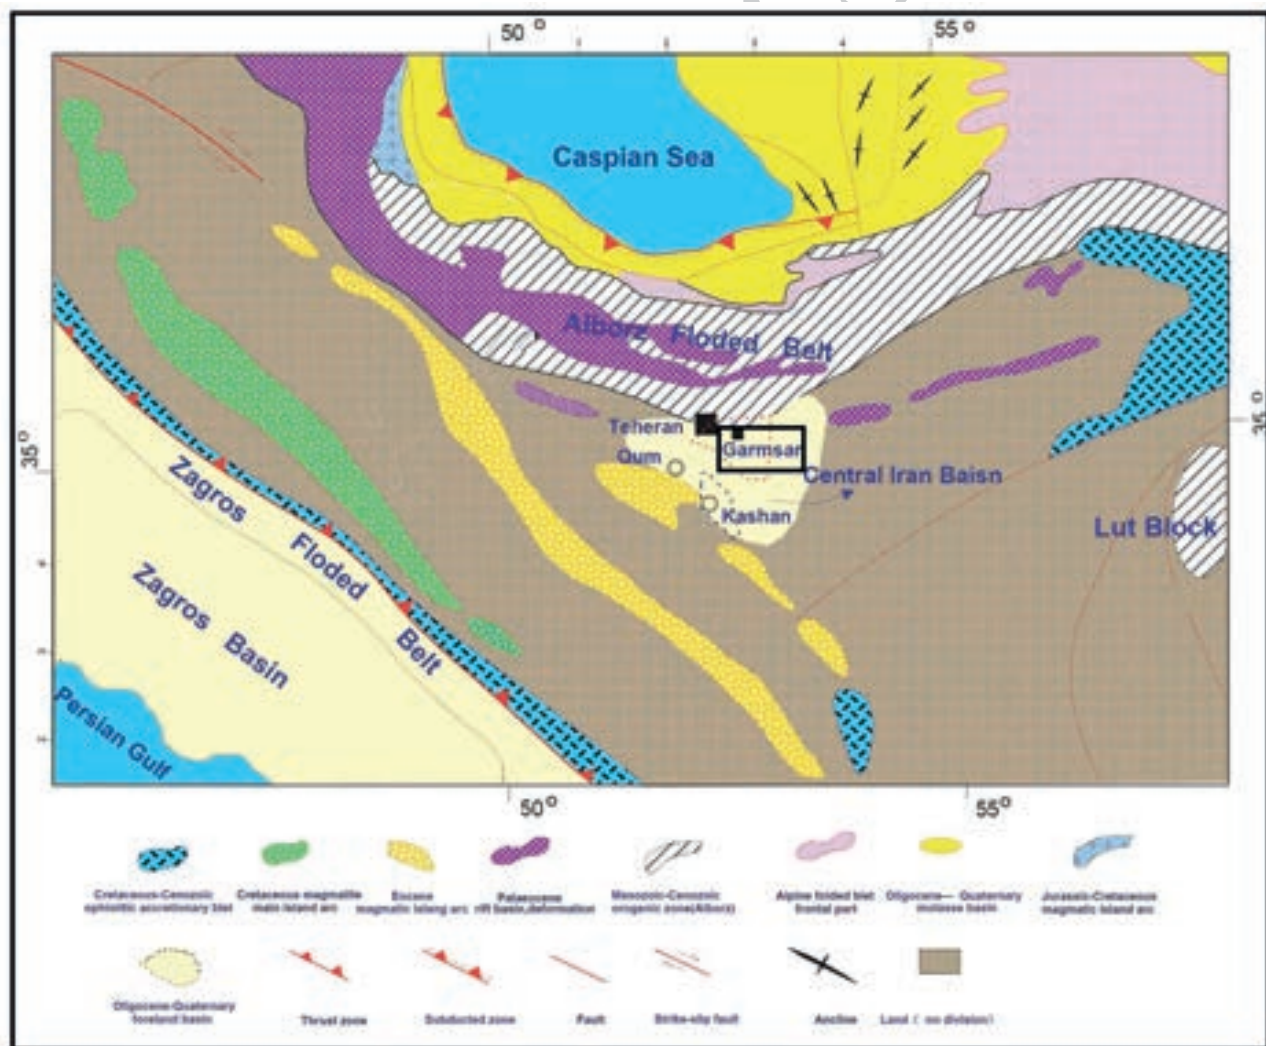 50 °
55 °
Caspian Sea
Alborz Floded Belt
35°
35°
Teheran
Garmsar
Qum
Central Iran Baisn
Kashan
Lut Block
Zagros Floded Belt
Zagros Basin
Persian Gulf
50°
55°
Cretaceous-Cenozoic
ophiolitic accretionary blet
Cretaceous magmatite
main island arc
Eocene
magmatic islang arc
Palaeocene
rift basin,deformation
Mesozoic-Cenozoic
orogenic zone(Alborz)
Alpine folded blet
frontal part
Oligocene— Quaternary
molasse basin
Jurassic-Cretaceous
magmatic island arc
Oligocene-Quaternary
foreland basin
Thrust zone
Subducted zone
Fault
Strike-slip fault
Ancline
Land ( no division)